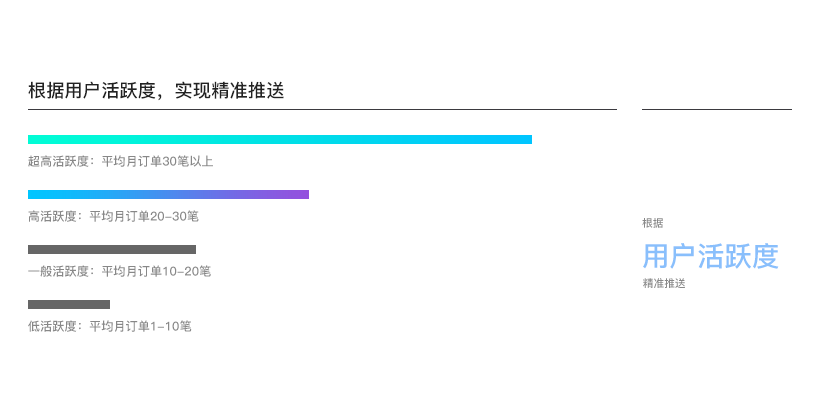 根据用户活跃度，实现精准推送
超高活跃度：平均月订单30笔以上
高活跃度：平均月订单20-30笔
一般活跃度：平均月订单10-20笔
低活跃度：平均月订单1-10笔
根据
用户活跃度
精准推送